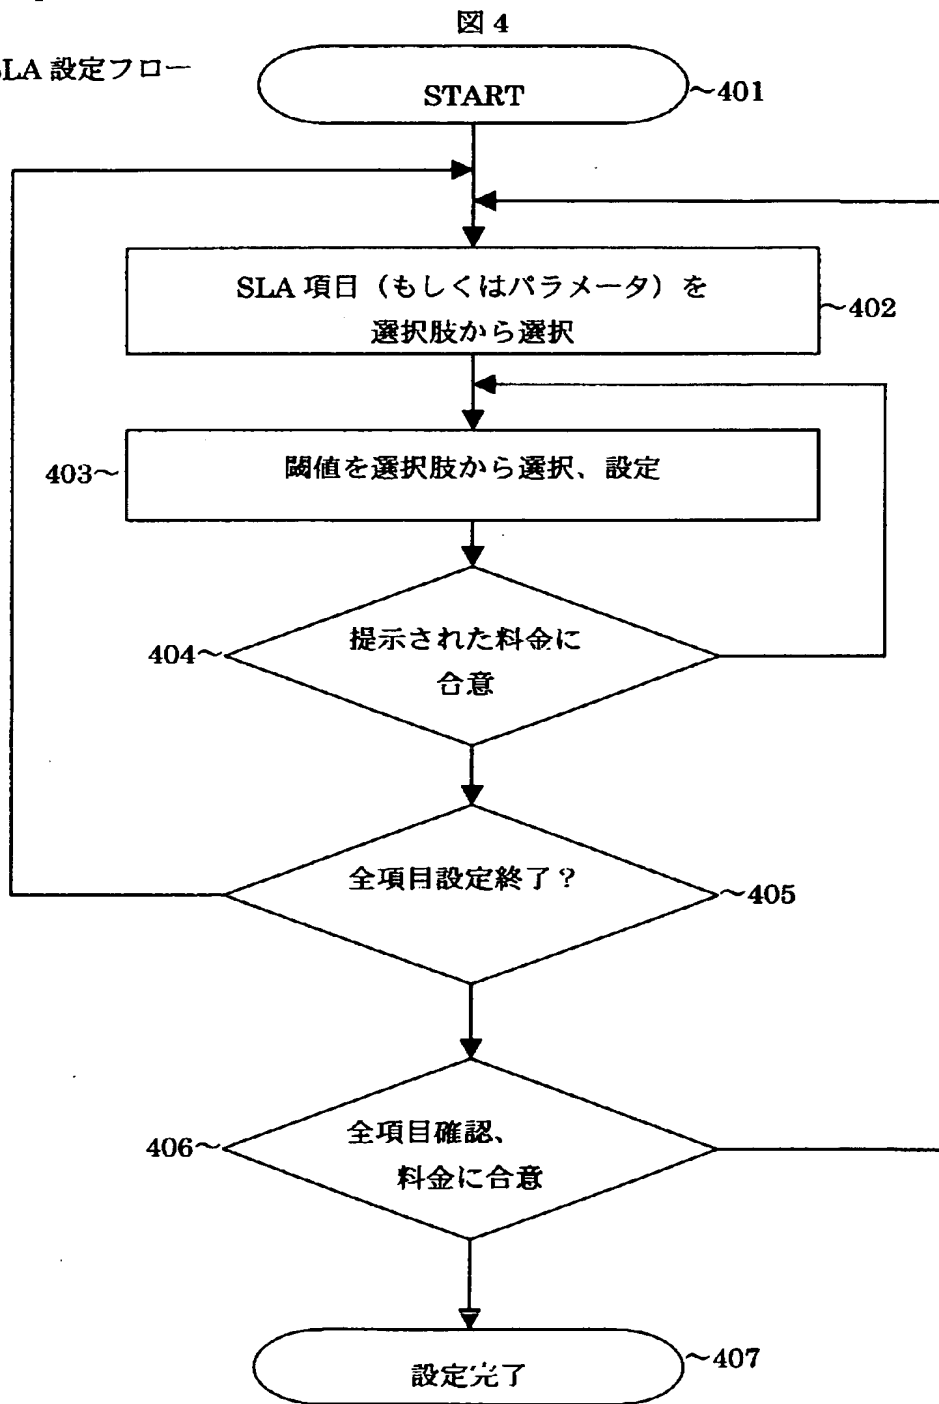 図 4
SLA 設定フロー
START
～401
SLA 項目（もしくはパラメータ）を
選択肢から選択
～402
403～
閾値を選択肢から選択、設定
404～
提示された料金に
合意
全項目設定終了？
～405
406～
全項目確認、
料金に合意
設定完了
～407